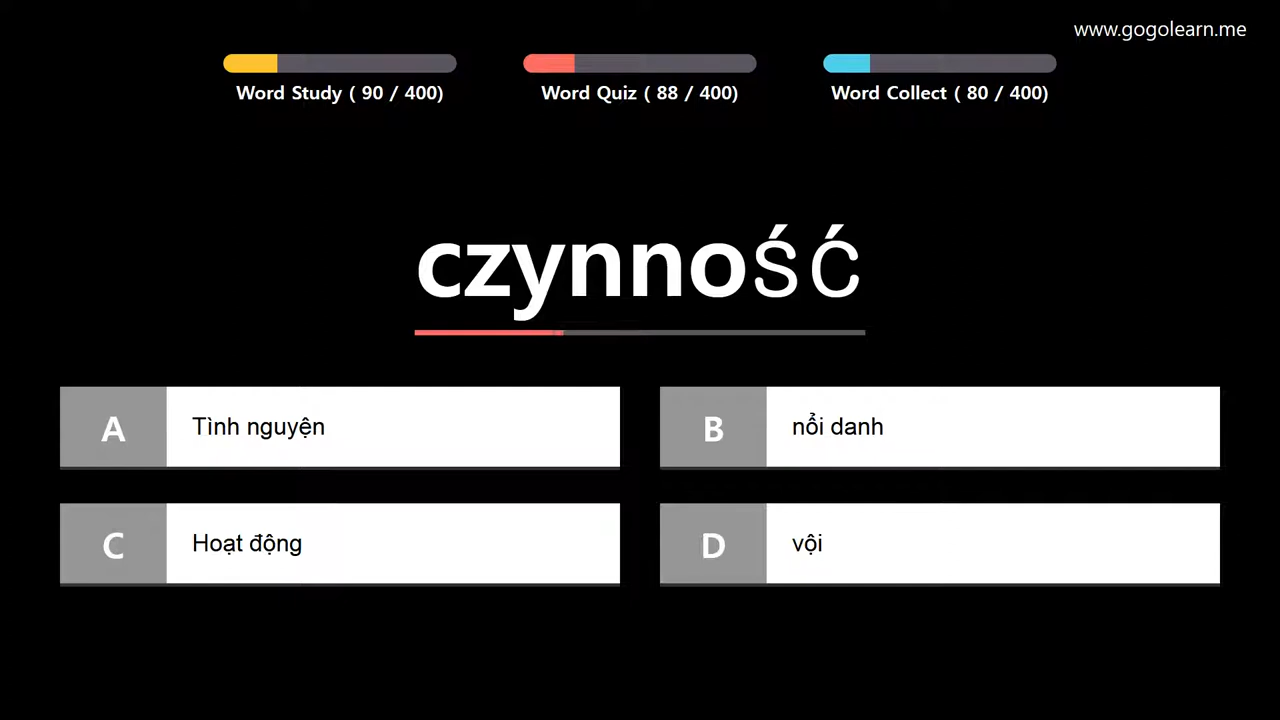 www.gogolearn.me
Word Study ( 90 / 400)
Word Quiz ( 88 / 400)
Word Collect ( 80 / 400)
czynność
A
Tình nguyện
B
nổi danh
C
Hoạt động
D
vội